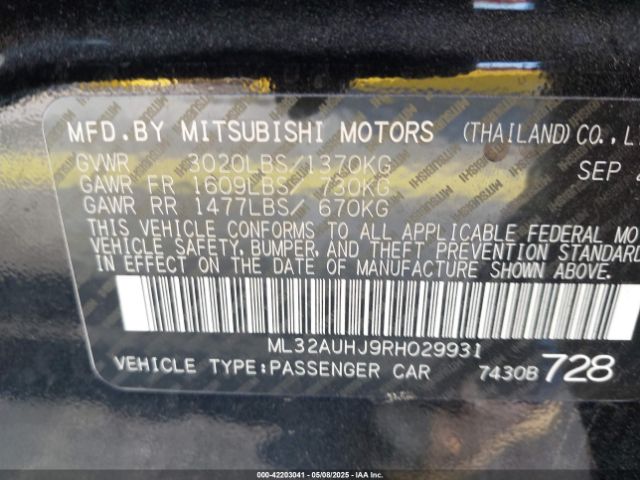 MFD.BY MITSUBISHI MOTORS (THAILAND)CO.,
GVWR 3020LBS/1370KG SEP
GAWR FR 1609LBS/ 730KG
GAWR RR 1477LBS/ 670KG
THIS VEHICLE CONFORMS TO ALL APPLICABLE FEDERAL
VEHICLE SAFETY, BUMPER, AND THEFT PREVENTION STANDARD
IN EFFECT ON THE DATE OF MANUFACTURE SHOWN ABOVE.
ML32AUHJ9RH029931
VEHICLE TYPE:PASSENGER CAR 7430B 728
000-42203041 - 05/08/2025 - COPYRIGHT IAA, LLC.